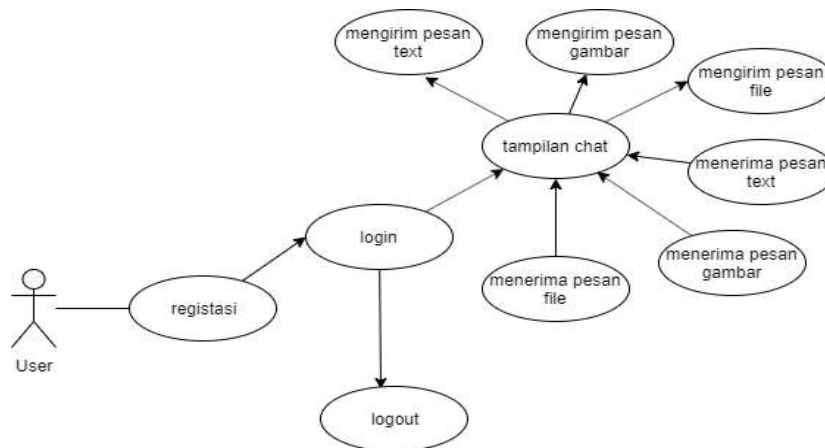 mengirim pesan
text
mengirim pesan
gambar
mengirim pesan
file
tampilan chat
menerima pesan
text
login
menerima pesan
gambar
menerima pesan
file
registasi
User
logout